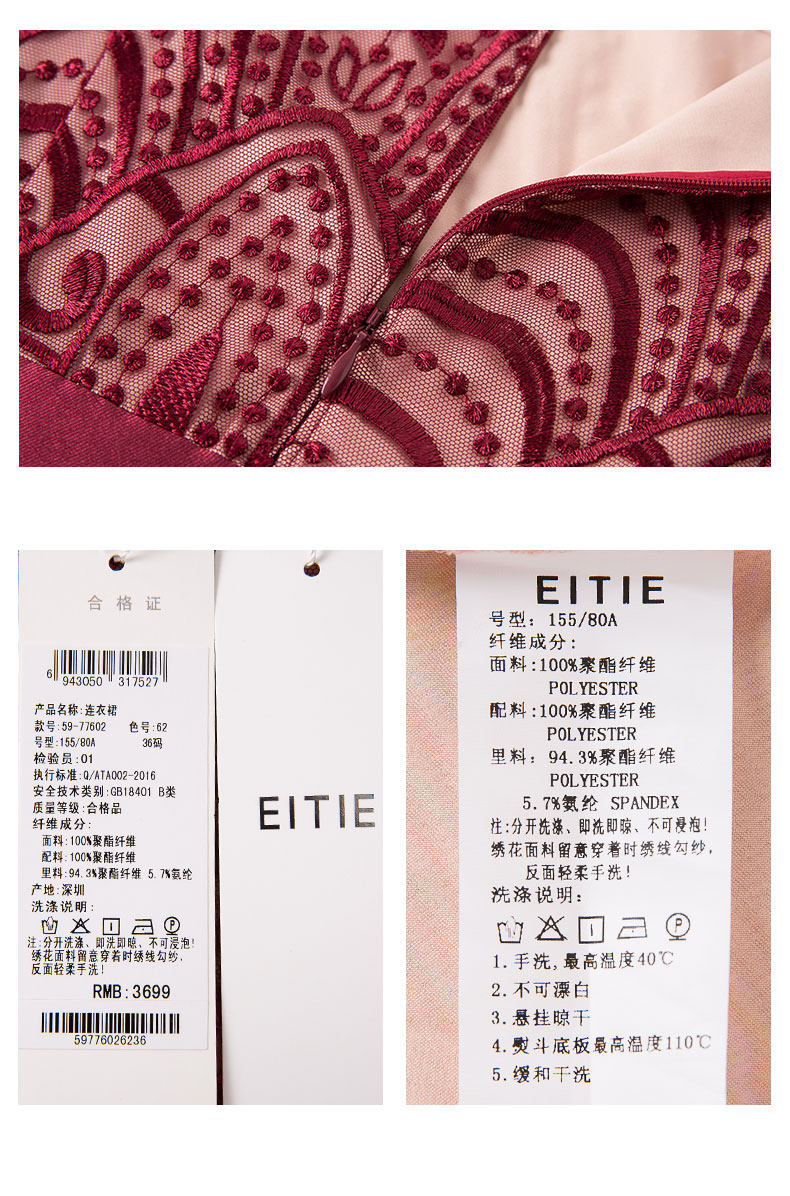 合格证
6 943050 317527
产品名称:连衣裙
款号:59-77602 色号:62
号型:155/80A 36码
检验员:01
执行标准:Q/ATA002-2016
安全技术类别:GB18401 B类
质量等级:合格品
纤维成分:
面料:100%聚酯纤维
配料:100%聚酯纤维
里料:94.3%聚酯纤维 5.7%氨纶
产地:深圳
洗涤说明:
P
注:分开洗涤、即洗即晾、不可浸泡!
绣花面料留意穿着时绣线勾纱,
反面轻柔手洗!
RMB:3699
59776026236
EITIE
EITIE
号型: 155/80A
纤维成分:
面料:100%聚酯纤维
POLYESTER
配料:100%聚酯纤维
POLYESTER
里料: 94.3%聚酯纤维
POLYESTER
5.7%氨纶 SPANDEX
注:分开洗涤、即洗即晾、不可浸泡!
绣花面料留意穿着时绣线勾纱,
反面轻柔手洗!
洗涤说明:
P
1.手洗,最高温度40℃
2.不可漂白
3.悬挂晾干
4.熨斗底板最高温度110℃
5.缓和干洗